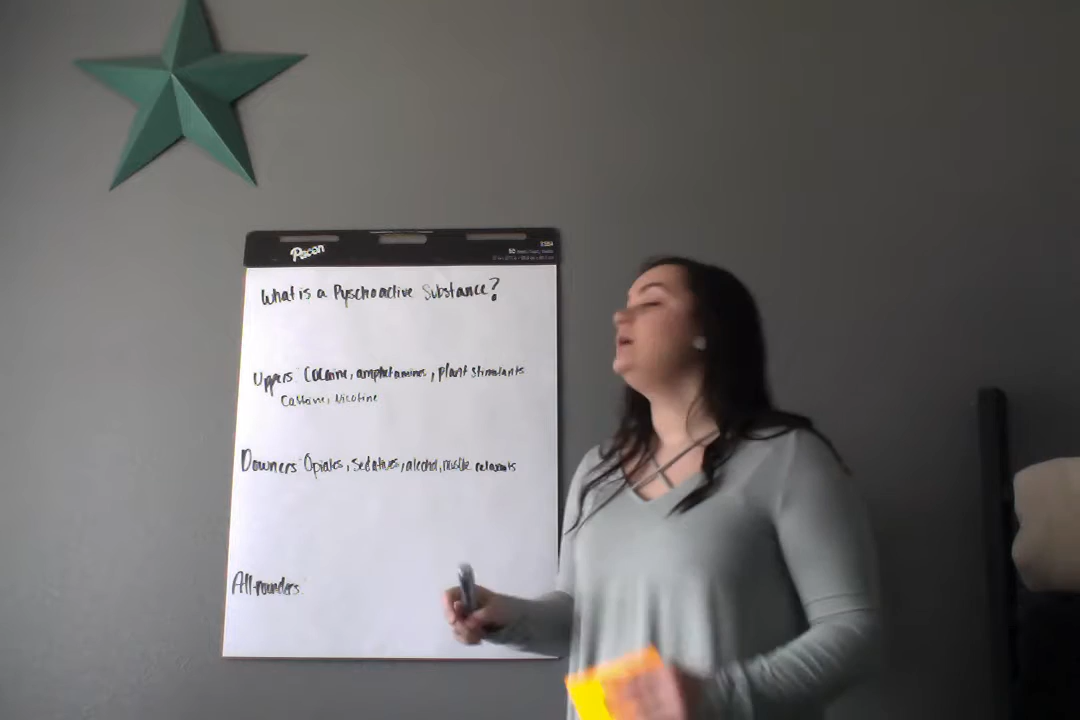 Pacon
What is a Pyschoactive Substance?
Uppers: Cocaine, amphetamines, plant stimulants
Caffeine, Nicotine
Downers: Opiates, Sedatives, alcohol, muscle relaxants
All-rounders: